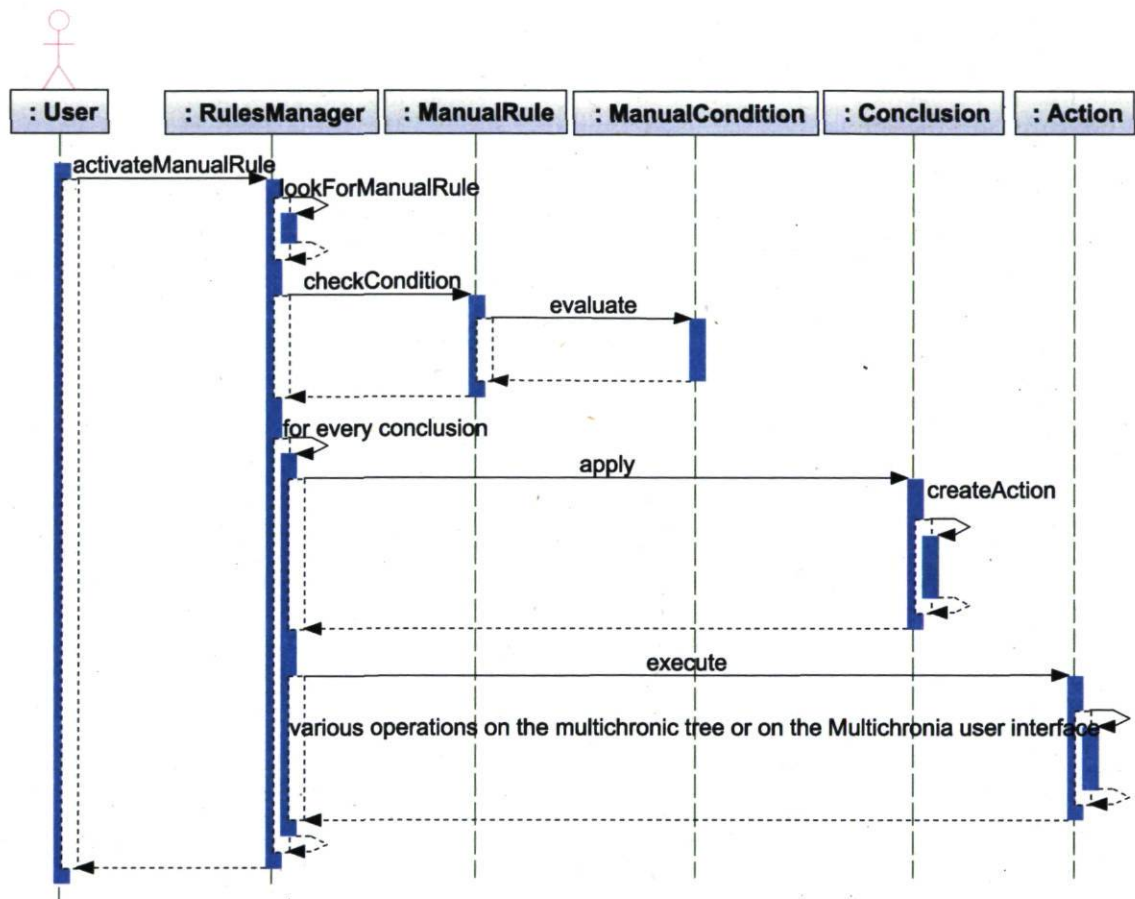 : User
: RulesManager
: ManualRule
: ManualCondition
: Conclusion
: Action
activateManualRule
lookForManualRule
checkCondition
evaluate
for every conclusion
apply
createAction
execute
various operations on the multichronic tree or on the Multichronia user interface